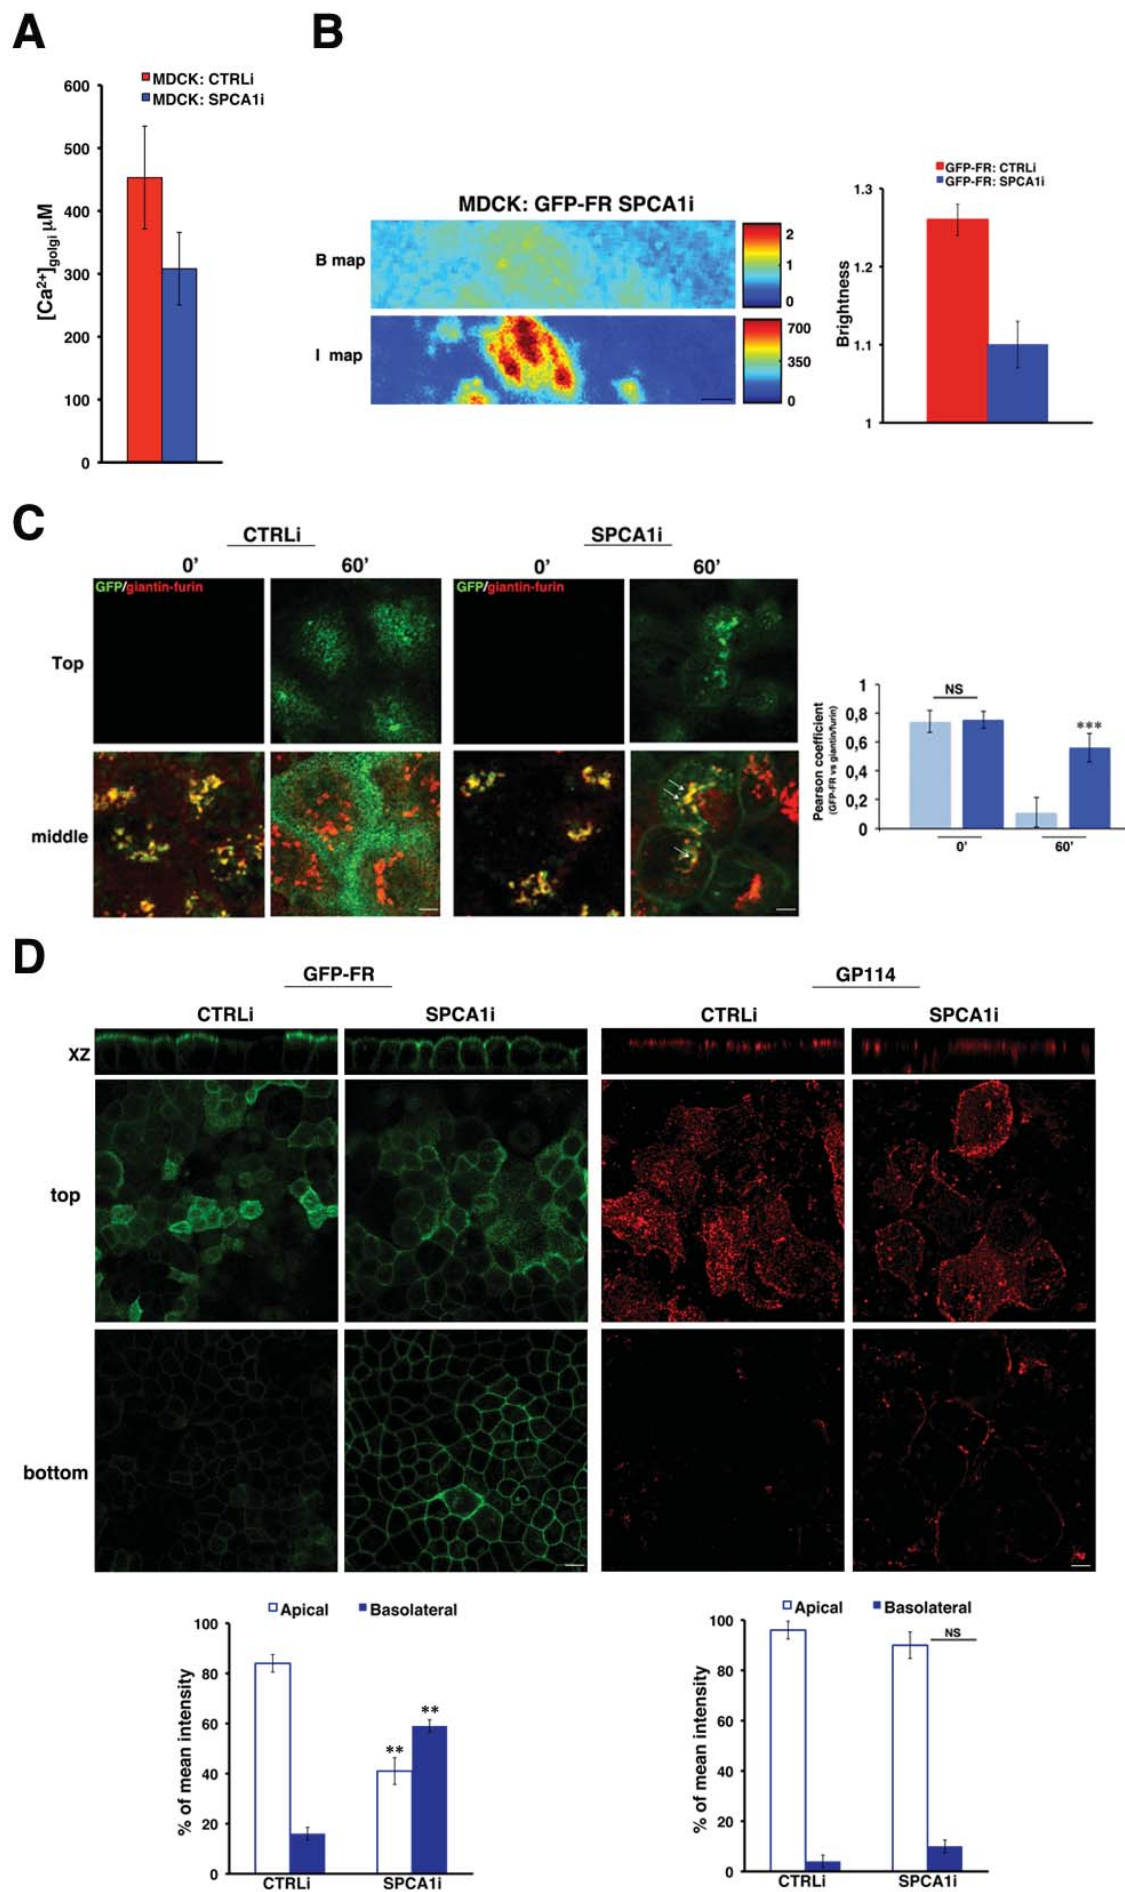 A
MDCK: CTRLi
MDCK: SPCA1i
600
500
400
300
200
100
0
[Ca2+]golgi µM
B
MDCK: GFP-FR SPCA1i
B map
2
1
0
I map
700
350
0
GFP-FR: CTRLi
GFP-FR: SPCA1i
1.3
1.2
1.1
1
Brightness
C
CTRLi
SPCA1i
0’
60’
0’
60’
GFP/giantin-furin
GFP/giantin-furin
Top
middle
Pearson coefficient
(GFP-FR vs giantin/furin)
1
0,8
0,6
0,4
0,2
0
NS
***
0’
60’
D
GFP-FR
GP114
CTRLi
SPCA1i
CTRLi
SPCA1i
XZ
top
bottom
Apical
Basolateral
100
80
60
40
20
0
% of mean intensity
**
**
CTRLi
SPCA1i
Apical
Basolateral
100
80
60
40
20
0
% of mean intensity
NS
CTRLi
SPCA1i